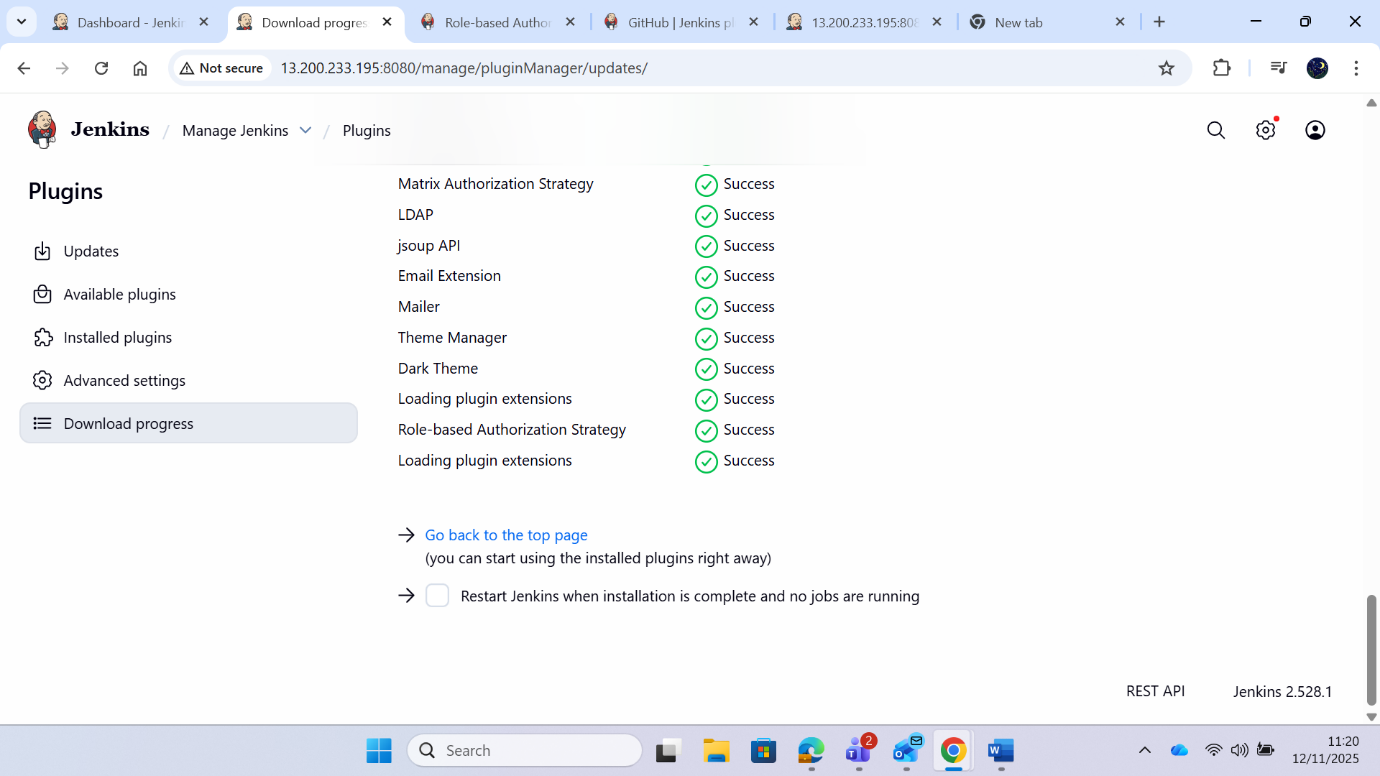 Dashboard - Jenki
Download progres
Role-based Author
GitHub | Jenkins pl
13.200.233.195:808
New tab
Not secure
13.200.233.195:8080/manage/pluginManager/updates/
Jenkins / Manage Jenkins / Plugins
Plugins
Updates
Available plugins
Installed plugins
Advanced settings
Download progress
Matrix Authorization Strategy Success
LDAP Success
jsoup API Success
Email Extension Success
Mailer Success
Theme Manager Success
Dark Theme Success
Loading plugin extensions Success
Role-based Authorization Strategy Success
Loading plugin extensions Success
Go back to the top page
(you can start using the installed plugins right away)
Restart Jenkins when installation is complete and no jobs are running
REST API Jenkins 2.528.1
Search
2
11:20
12/11/2025